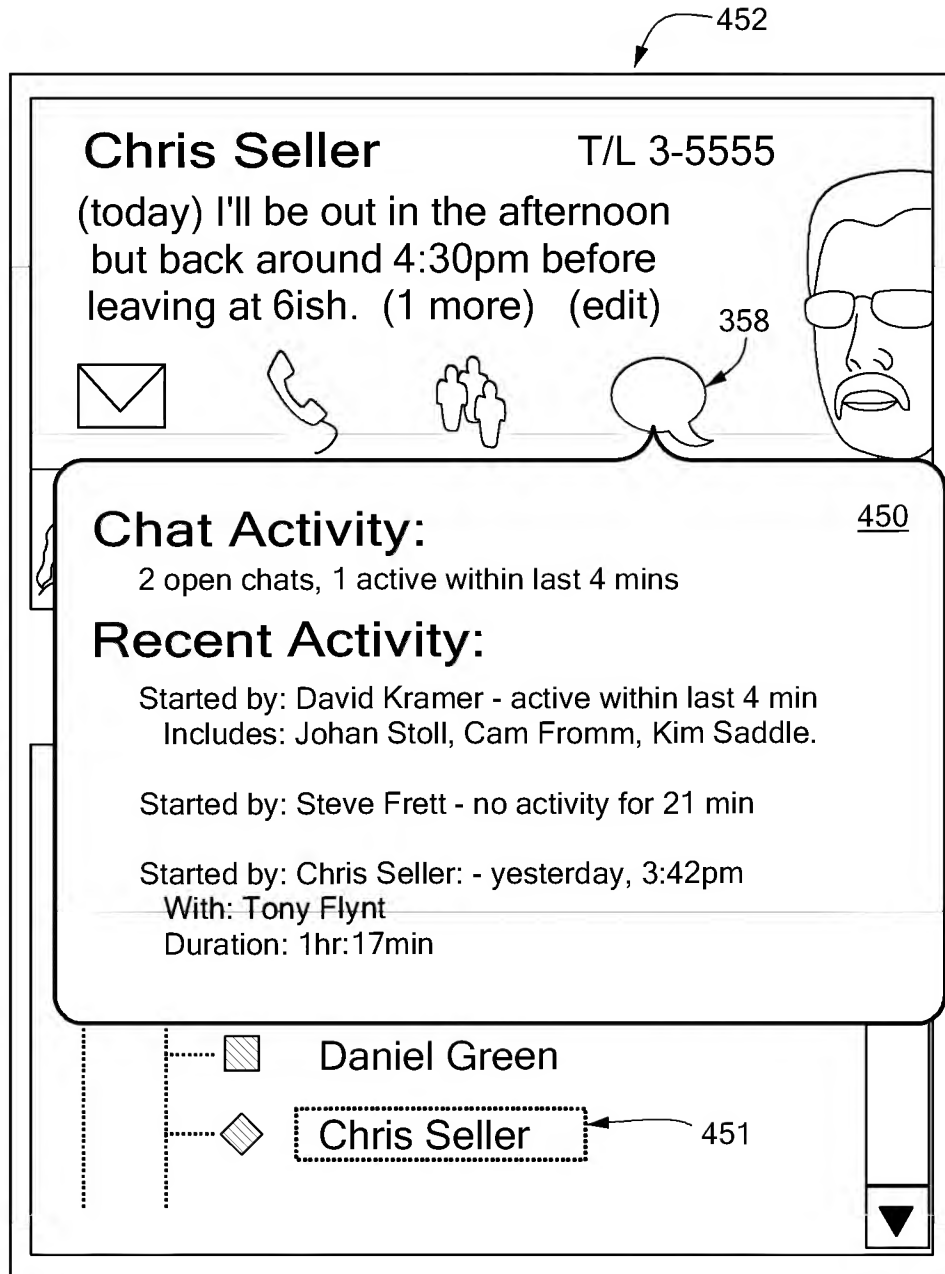 452
Chris Seller T/L 3-5555
(today) I'll be out in the afternoon
but back around 4:30pm before
leaving at 6ish. (1 more) (edit)
358
Chat Activity:
450
2 open chats, 1 active within last 4 mins
Recent Activity:
Started by: David Kramer - active within last 4 min
Includes: Johan Stoll, Cam Fromm, Kim Saddle.
Started by: Steve Frett - no activity for 21 min
Started by: Chris Seller: - yesterday, 3:42pm
With: Tony Flynt
Duration: 1hr:17min
Daniel Green
Chris Seller
451